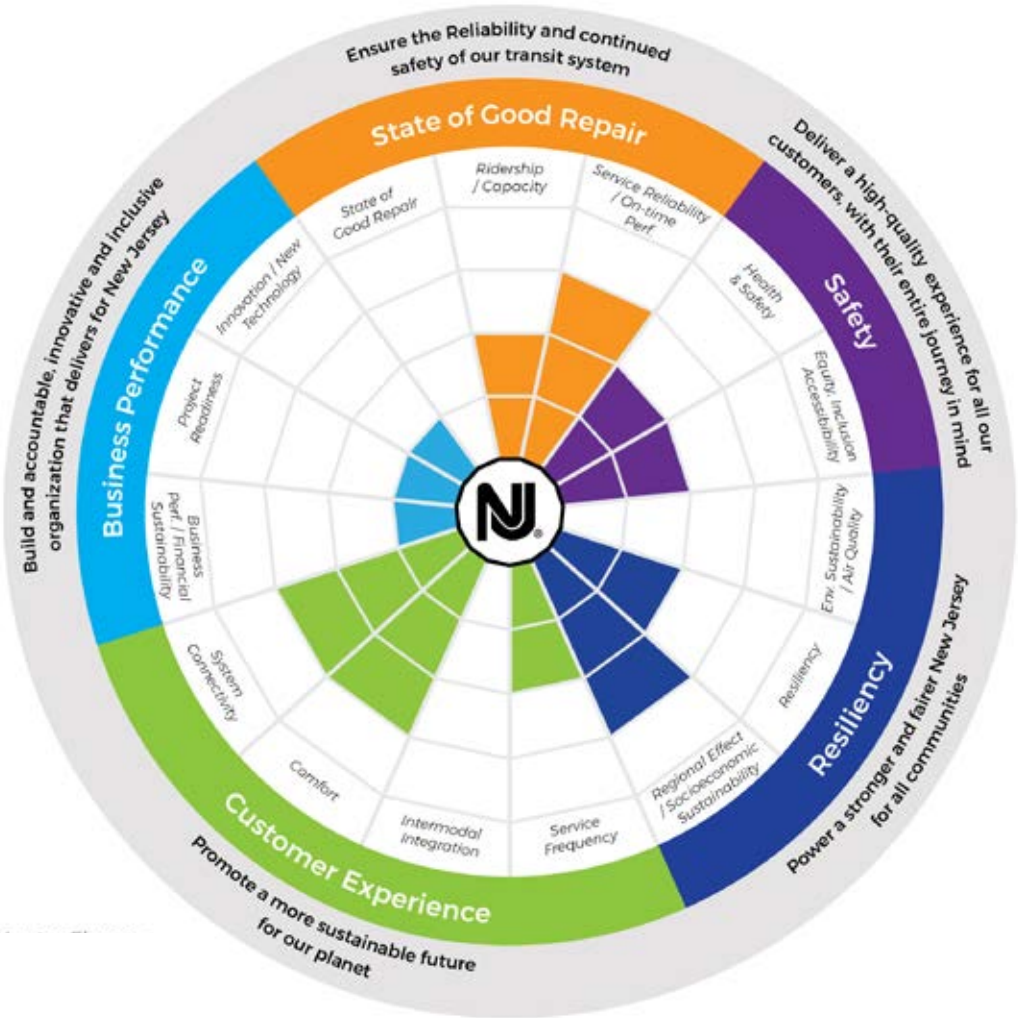 Ensure the Reliability and continued
safety of our transit system
State of Good Repair
Ridership
/ Capacity
Service Reliability
/ On-time
Perf.
State of
Good Repair
Deliver a high-quality experience for all our
customers, with their entire journey in mind
Safety
Health
& Safety
Equity, Inclusion
Accessibibility
Resiliency
Env. Sustainability
/ Air Quality
Resiliency
Regional Effect
/ Socioeconomic
Sustainability
Power a stronger and fairer New Jersey
for all communities
Customer Experience
Service
Frequency
Intermodal
Integration
Comfort
System
Connectivity
Promote a more sustainable future
for our planet
Business Performance
Business
Perf. / Financial
Sustainability
Project
Readiness
Innovation / New
Technology
Build and accountable, innovative and inclusive
organization that delivers for New Jersey
NJ
®